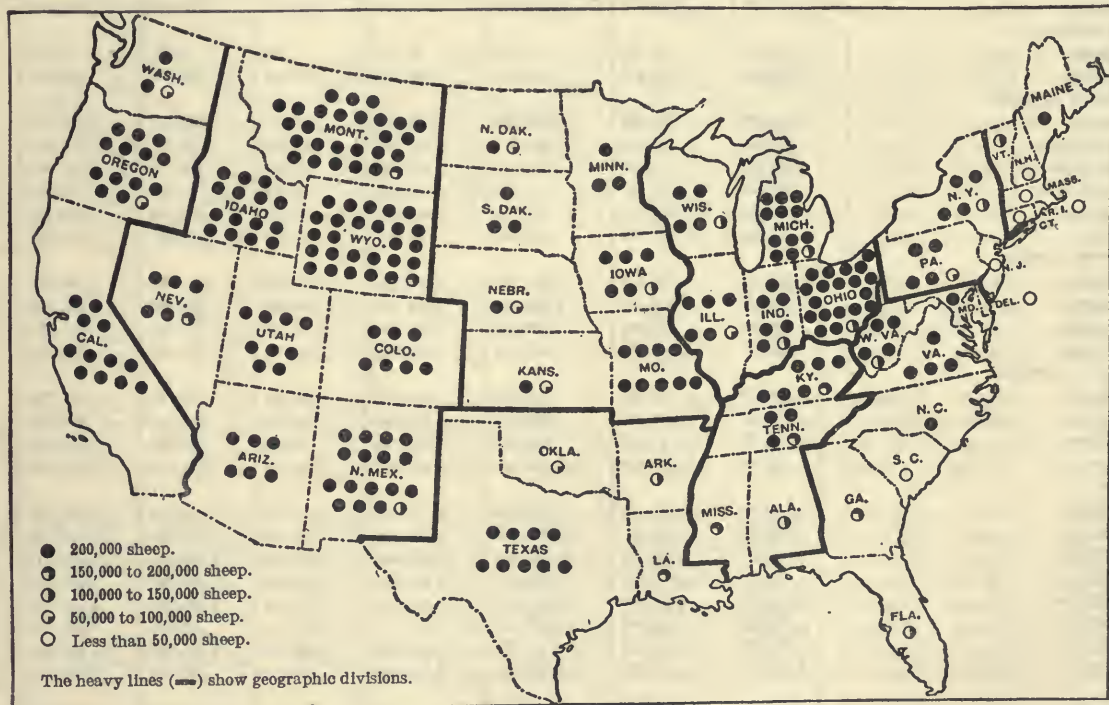 WASH.
OREGON
CAL.
NEV.
IDAHO
MONT.
WYO.
UTAH
COLO.
ARIZ.
N. MEX.
N. DAK.
S. DAK.
NEBR.
KANS.
OKLA.
TEXAS
MINN.
IOWA
MO.
ARK.
LA.
WIS.
ILL.
MICH.
IND.
OHIO
KY.
TENN.
MISS.
ALA.
W. VA.
VA.
N. C.
S. C.
GA.
FLA.
MD.
DEL.
PA.
N. J.
N. Y.
CT.
R. I.
MASS.
VT.
N.H.
MAINE
200,000 sheep.
150,000 to 200,000 sheep.
100,000 to 150,000 sheep.
50,000 to 100,000 sheep.
Less than 50,000 sheep.
The heavy lines (▬) show geographic divisions.